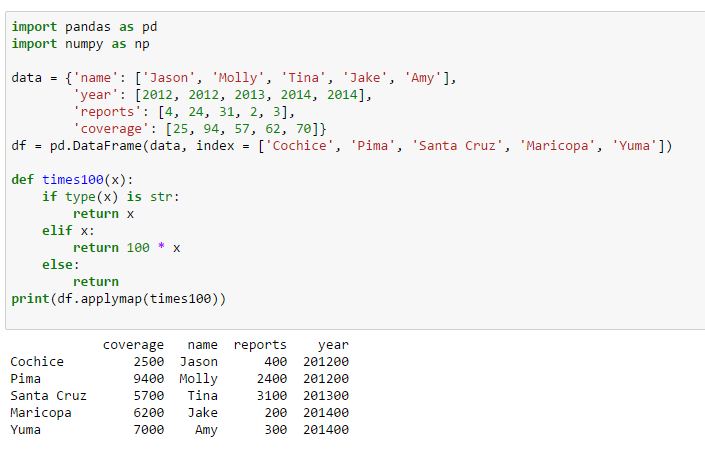 import pandas as pd
import numpy as np

data = {'name': ['Jason', 'Molly', 'Tina', 'Jake', 'Amy'],
        'year': [2012, 2012, 2013, 2014, 2014],
        'reports': [4, 24, 31, 2, 3],
        'coverage': [25, 94, 57, 62, 70]}
df = pd.DataFrame(data, index = ['Cochice', 'Pima', 'Santa Cruz', 'Maricopa', 'Yuma'])

def times100(x):
    if type(x) is str:
        return x
    elif x:
        return 100 * x
    else:
        return
print(df.applymap(times100))

            coverage   name  reports    year
Cochice         2500  Jason      400  201200
Pima            9400  Molly     2400  201200
Santa Cruz      5700   Tina     3100  201300
Maricopa        6200   Jake      200  201400
Yuma            7000    Amy      300  201400